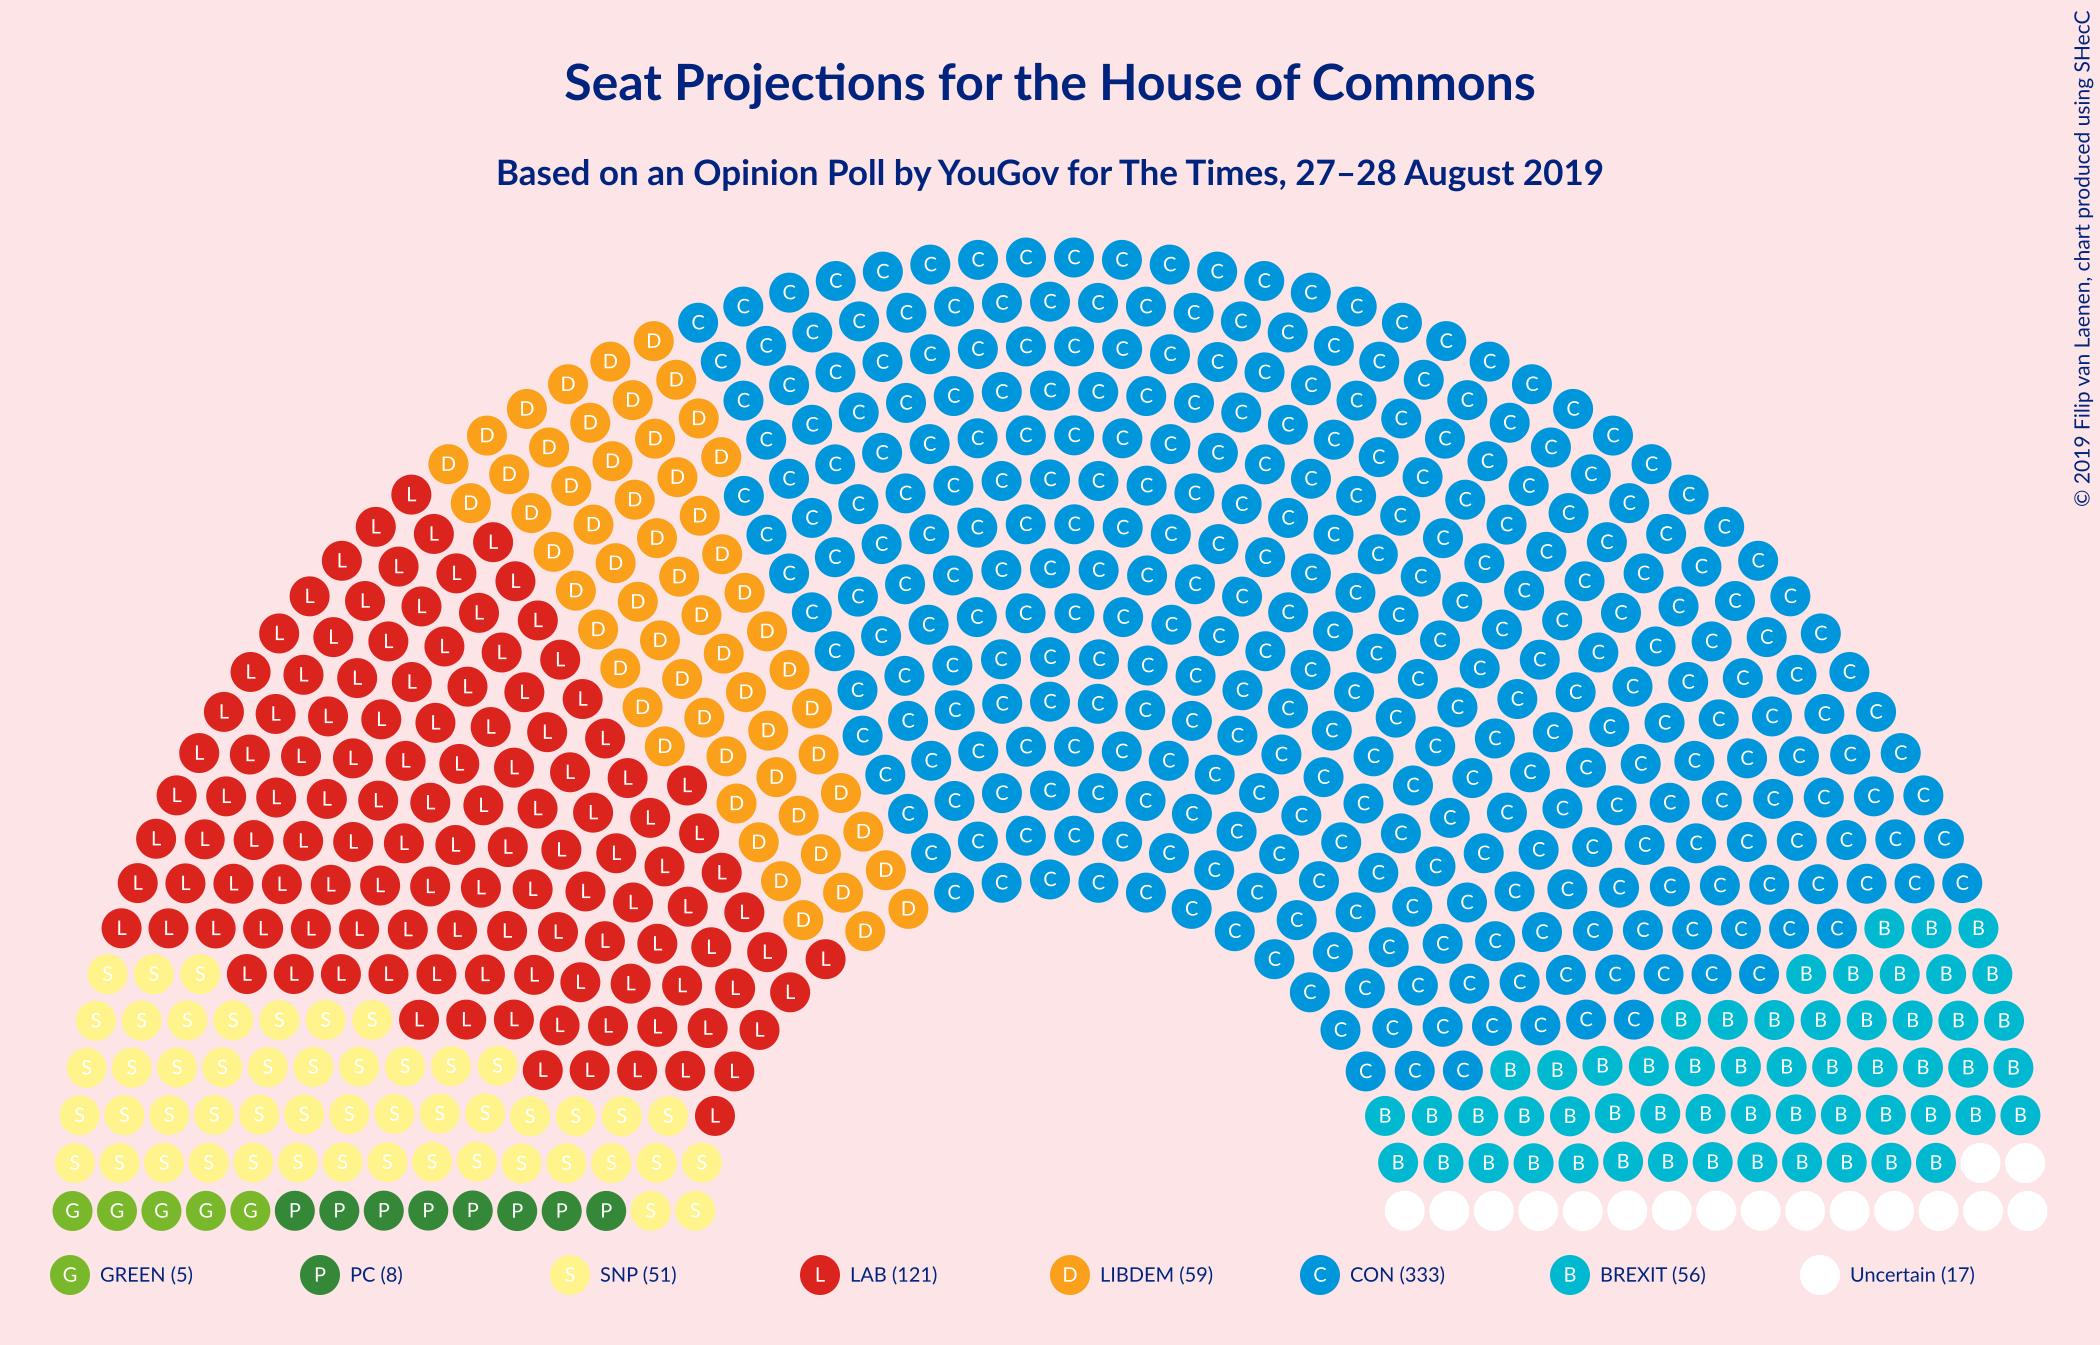 Seat Projections for the House of Commons
Based on an Opinion Poll by YouGov for The Times, 27–28 August 2019
© 2019 Filip van Laenen, chart produced using SHecC
G GREEN (5) P PC (8) S SNP (51) L LAB (121) D LIBDEM (59) C CON (333) B BREXIT (56) Uncertain (17)